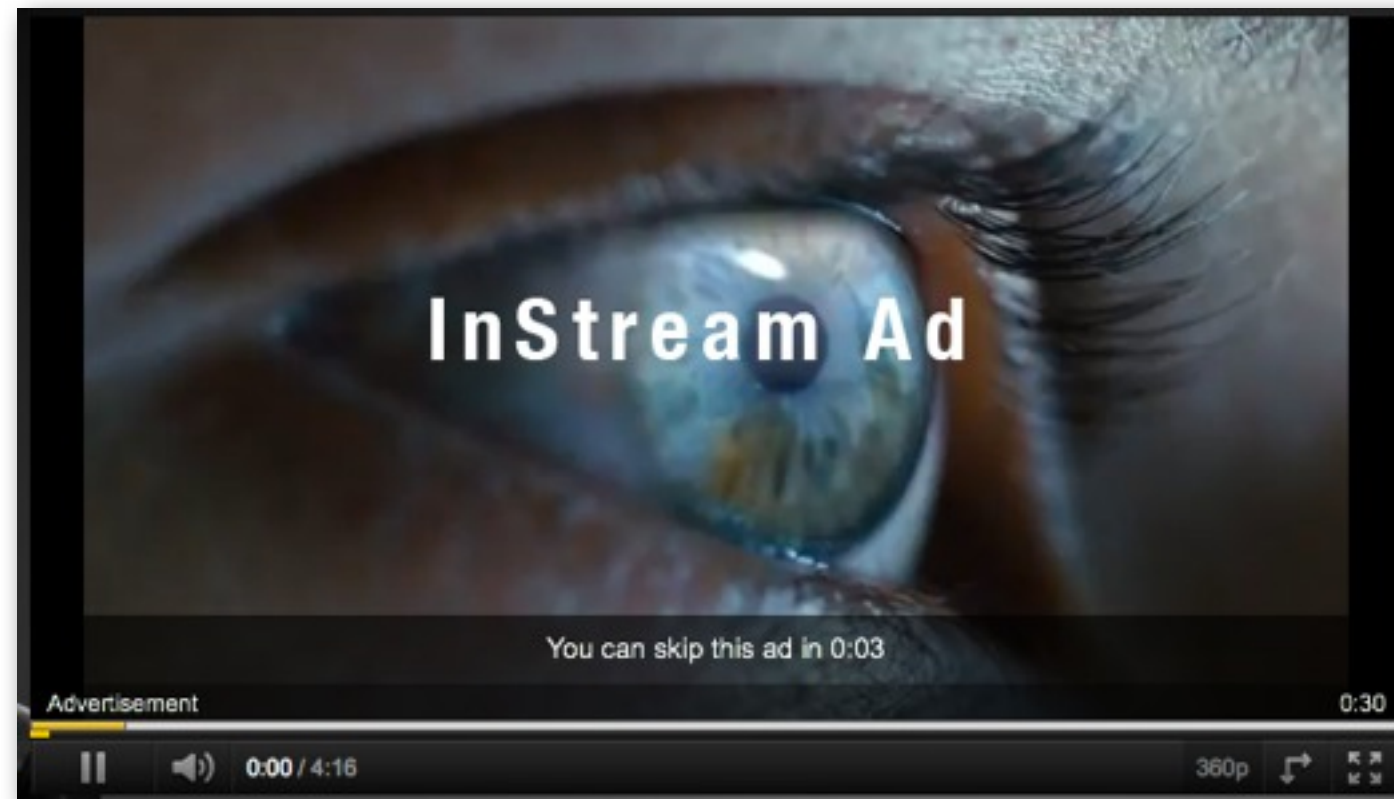 InStream Ad
You can skip this ad in 0:03
Advertisement 0:30
0:00 / 4:16 360p